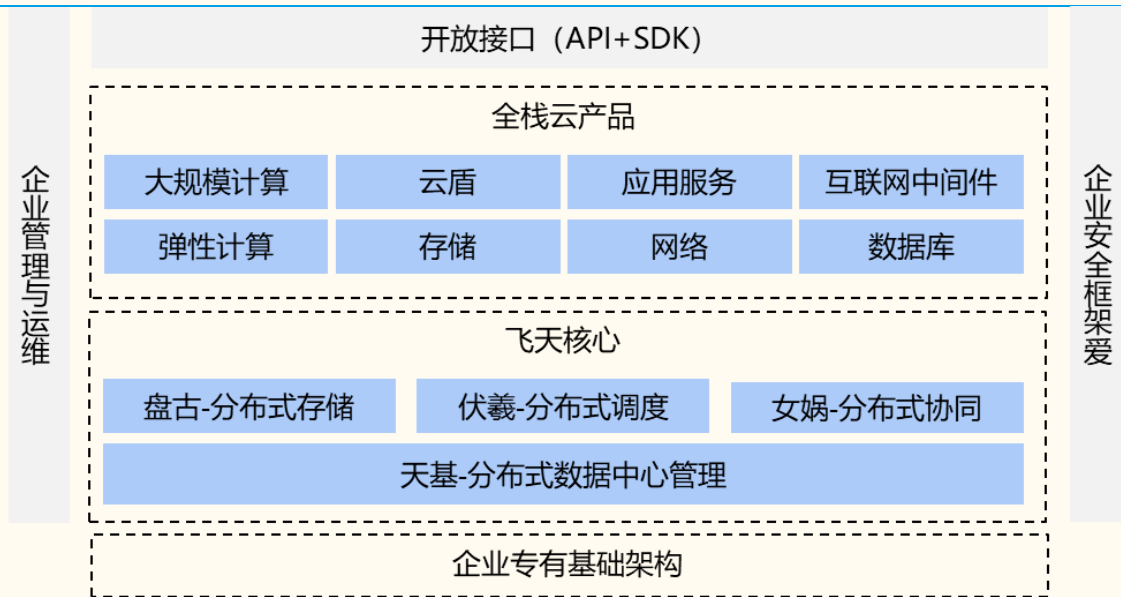 开放接口（API+SDK）
企业管理与运维
全栈云产品
大规模计算
云盾
应用服务
互联网中间件
弹性计算
存储
网络
数据库
企业安全框架爱
飞天核心
盘古-分布式存储
伏羲-分布式调度
女娲-分布式协同
天基-分布式数据中心管理
企业专有基础架构